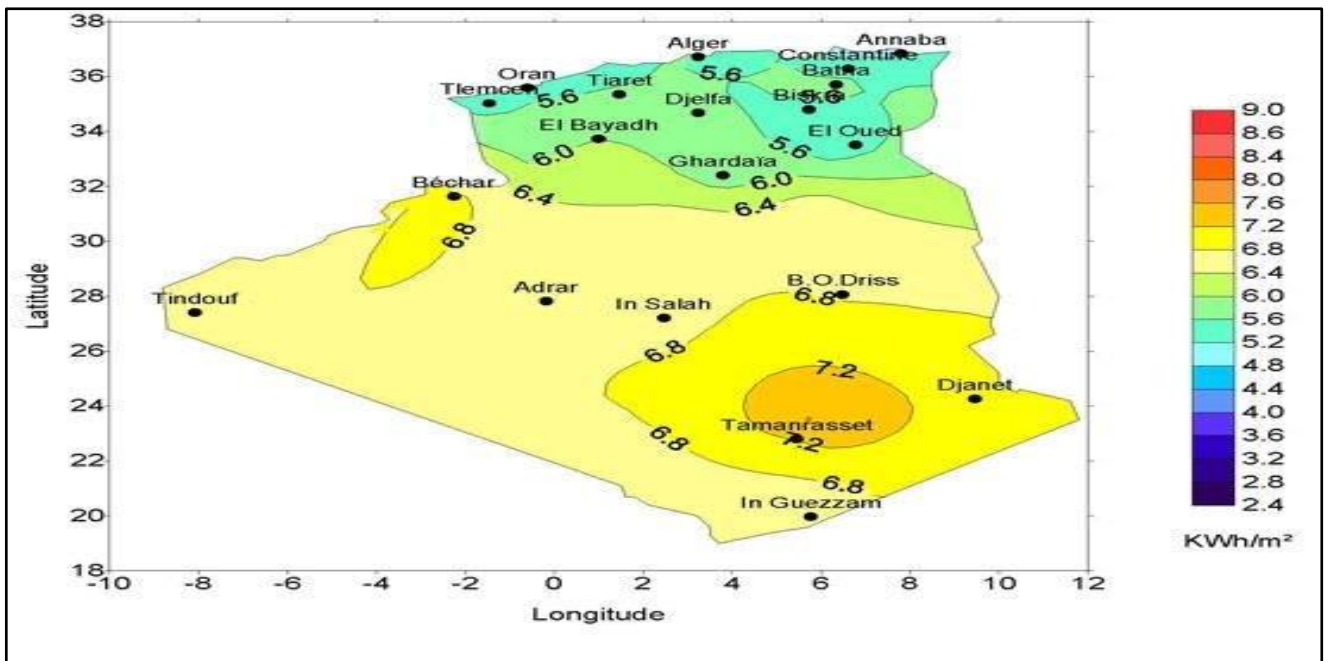 38
36
34
32
30
28
26
24
22
20
18
Latitude
-10
-8
-6
-4
-2
0
2
4
6
8
10
12
Longitude
Annaba
Alger
Constantine
Batna
Oran
Tiaret
Tlemcen
Djelfa
Biskra
El Bayadh
El Oued
Ghardaïa
Béchar
B.O.Driss
Tindouf
Adrar
In Salah
Djanet
Tamanrasset
In Guezzam
5.6
5.6
5.6
5.6
6.0
6.0
6.4
6.4
6.8
6.8
6.8
6.8
6.8
7.2
7.2
9.0
8.6
8.4
8.0
7.6
7.2
6.8
6.4
6.0
5.6
5.2
4.8
4.4
4.0
3.6
3.2
2.8
2.4
KWh/m²